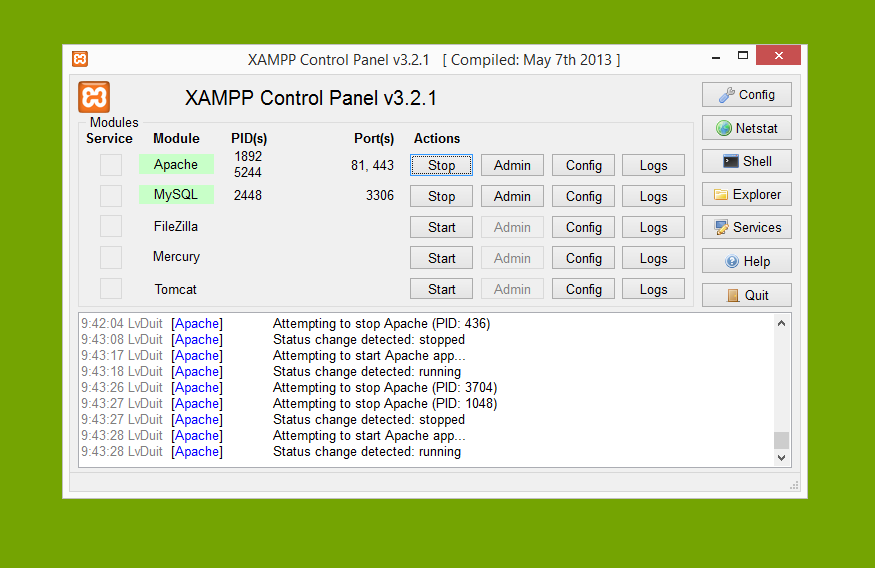 XAMPP Control Panel v3.2.1 [ Compiled: May 7th 2013 ]
XAMPP Control Panel v3.2.1
Config
Modules
Service Module PID(s) Port(s) Actions
Netstat
Apache 1892 5244 81, 443 Stop Admin Config Logs
Shell
MySQL 2448 3306 Stop Admin Config Logs
Explorer
FileZilla Start Admin Config Logs
Services
Mercury Start Admin Config Logs
Help
Tomcat Start Admin Config Logs
Quit
9:42:04 LvDuit [Apache] Attempting to stop Apache (PID: 436)
9:43:08 LvDuit [Apache] Status change detected: stopped
9:43:17 LvDuit [Apache] Attempting to start Apache app...
9:43:18 LvDuit [Apache] Status change detected: running
9:43:26 LvDuit [Apache] Attempting to stop Apache (PID: 3704)
9:43:27 LvDuit [Apache] Attempting to stop Apache (PID: 1048)
9:43:27 LvDuit [Apache] Status change detected: stopped
9:43:28 LvDuit [Apache] Attempting to start Apache app...
9:43:28 LvDuit [Apache] Status change detected: running